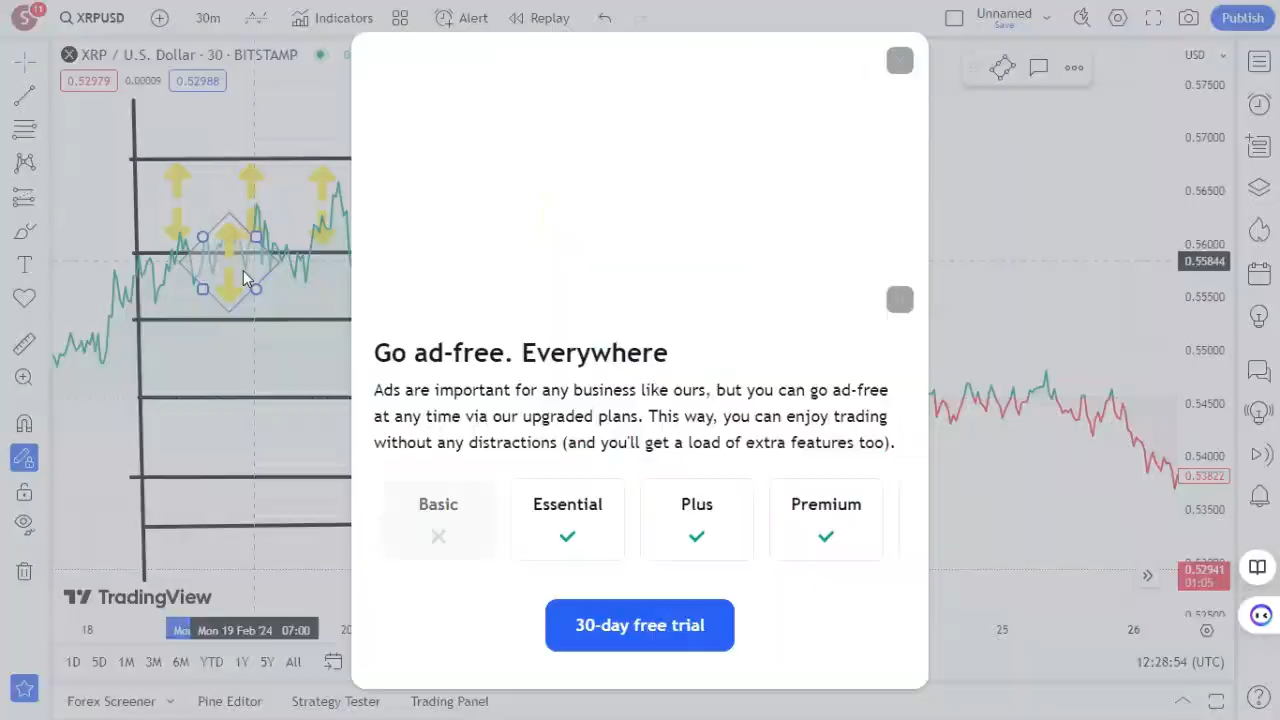 S 11 XRPUSD 30m Indicators Alert Replay Unnamed Save Publish
XRP / U.S. Dollar · 30 · BITSTAMP
0.52979 0.00009 0.52988
USD
0.57500
0.57000
0.56500
0.56000
0.55844
0.55500
0.55000
0.54500
0.54000
0.53822
0.53500
0.52941
01:05
0.52500
Go ad-free. Everywhere
Ads are important for any business like ours, but you can go ad-free
at any time via our upgraded plans. This way, you can enjoy trading
without any distractions (and you'll get a load of extra features too).
Basic Essential Plus Premium
30-day free trial
TradingView
18 Mon 19 Feb '24 07:00 20 25 26
1D 5D 1M 3M 6M YTD 1Y 5Y All 12:28:54 (UTC)
Forex Screener Pine Editor Strategy Tester Trading Panel